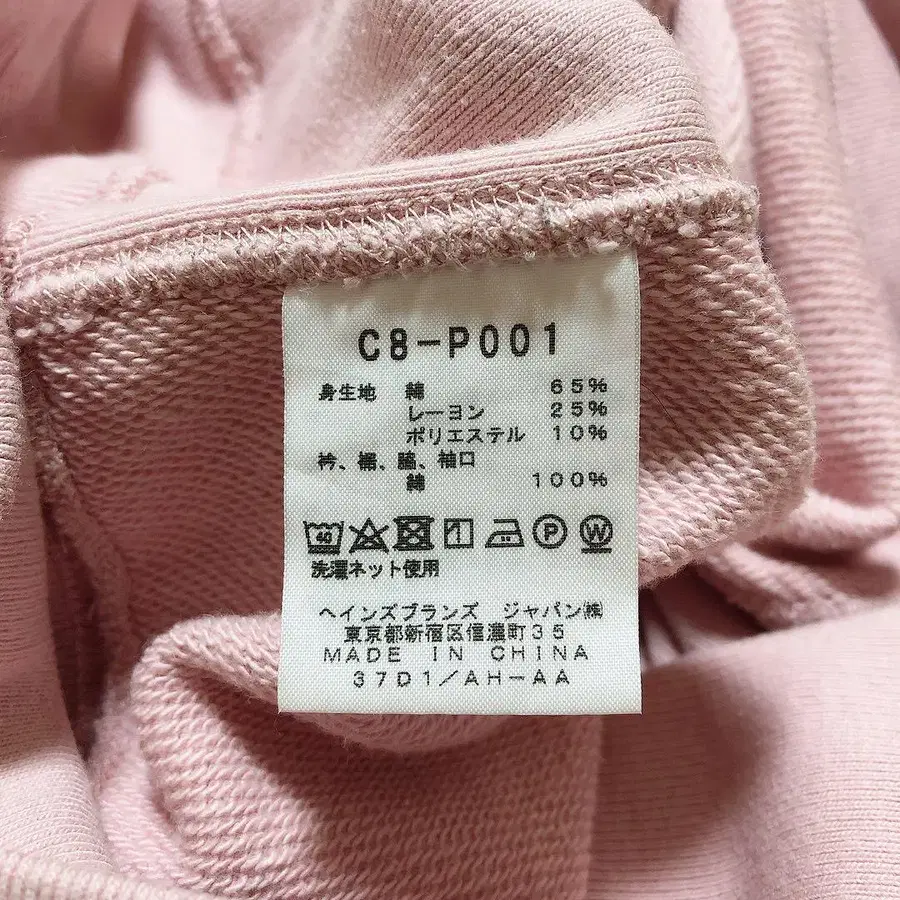 C8-P001
身生地 綿 65%
レーヨン 25%
ポリエステル 10%
衿、裾、脇、袖口
綿 100%
40 P W
洗濯ネット使用
ヘインズブランズ ジャパン㈱
東京都新宿区信濃町35
MADE IN CHINA
37D1/AH-AA